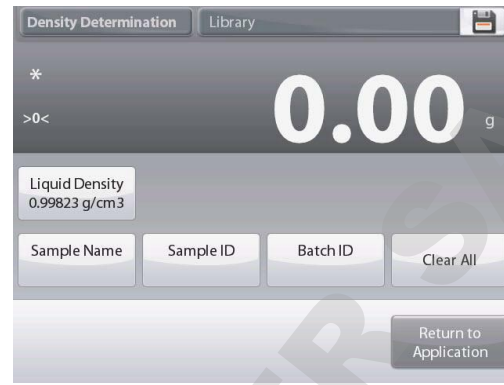 Density Determination Library
*
>0< 0.00 g
Liquid Density
0.99823 g/cm3
Sample Name Sample ID Batch ID Clear All
Return to
Application